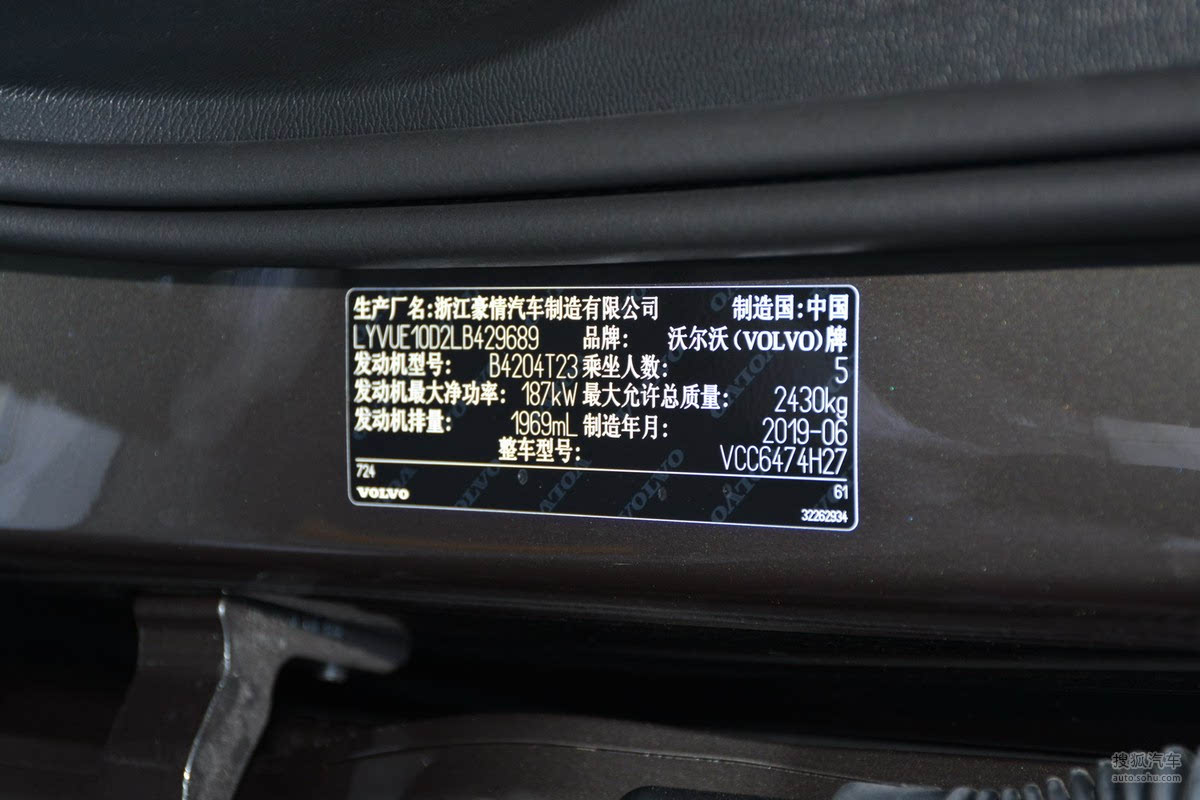 生产厂名:浙江豪情汽车制造有限公司 制造国:中国
LYVUE10D2LB429689 品牌: 沃尔沃(VOLVO)牌
发动机型号: B4204T23 乘坐人数: 5
发动机最大净功率: 187kW 最大允许总质量: 2430kg
发动机排量: 1969mL 制造年月: 2019-06
整车型号: VCC6474H27
724 61
VOLVO 32262934
搜狐汽车
auto.sohu.com